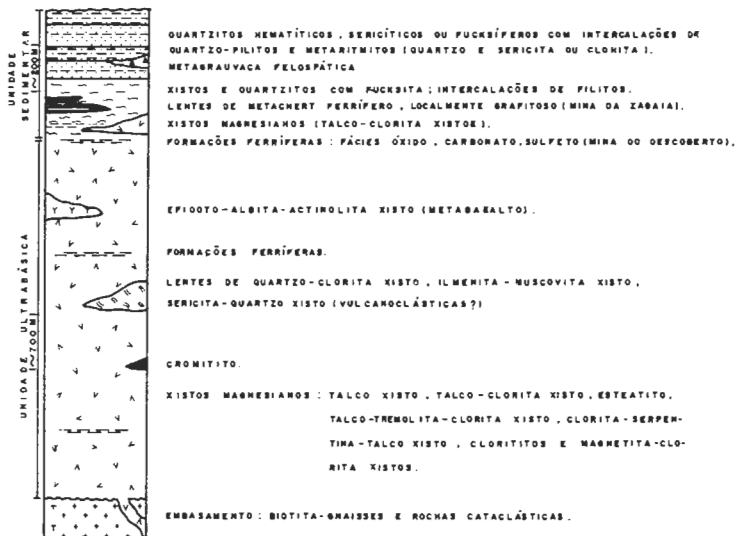 UNIDADE
SEDIMENTAR
(~200M)
QUARTZITOS HEMATÍTICOS, SERICÍTICOS OU FUCKSÍFEROS COM INTERCALAÇÕES DE
QUARTZO-FILITOS E METARITMITOS (QUARTZO E SERICITA OU CLORITA).
METAGRAUVACA FELOSPÁTICA
XISTOS E QUARTZITOS COM FUCKSITA; INTERCALAÇÕES DE FILITOS.
LENTES DE METACHERT FERRÍFERO, LOCALMENTE GRAFITOSO (MINA DA ZAGAIA).
XISTOS MAGNESIANOS (TALCO-CLORITA XISTOS).
FORMAÇÕES FERRÍFERAS: FÁCIES ÓXIDO, CARBONATO, SULFETO (MINA DO DESCOBERTO),
UNIDADE ULTRABÁSICA
(~700M)
EPIDOTO-ALBITA-ACTINOLITA XISTO (METABASALTO).
FORMAÇÕES FERRÍFERAS.
LENTES DE QUARTZO-CLORITA XISTO, ILMENITA-MUSCOVITA XISTO,
SERICITA-QUARTZO XISTO (VULCANOCLÁSTICAS?)
CROMITITO.
XISTOS MAGNESIANOS: TALCO XISTO, TALCO-CLORITA XISTO, ESTEATITO,
TALCO-TREMOLITA-CLORITA XISTO, CLORITA-SERPEN-
TINA-TALCO XISTO, CLORITITOS E MAGNETITA-CLO-
RITA XISTOS.
EMBASAMENTO: BIOTITA-GNAISSES E ROCHAS CATACLÁSTICAS.